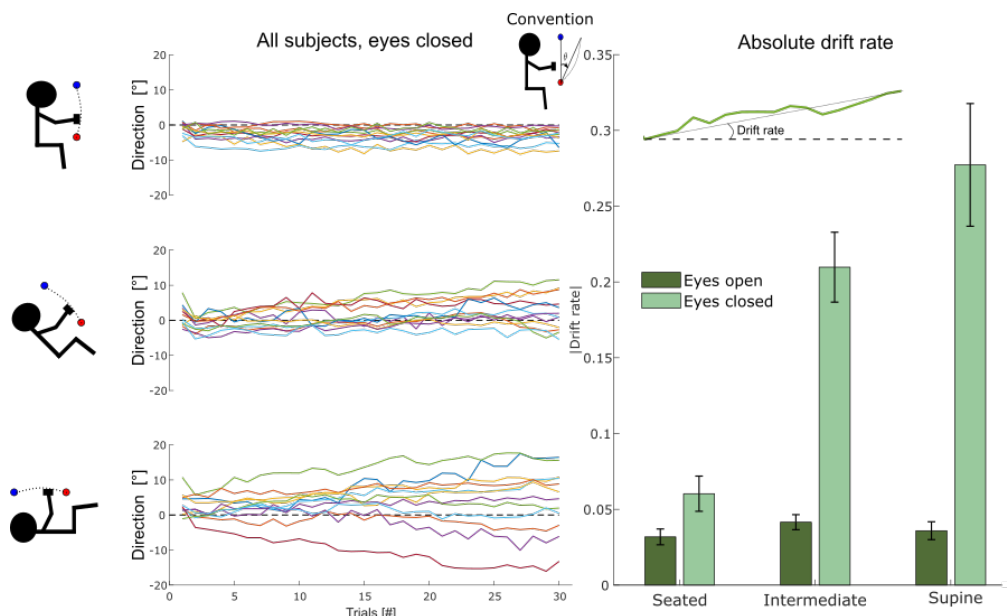 All subjects, eyes closed
Convention
θ
Absolute drift rate
Direction [°]
20
10
0
-10
-20
Direction [°]
20
10
0
-10
-20
Direction [°]
20
10
0
-10
-20
0
5
10
15
20
25
30
Trials [#]
|Drift rate|
0.35
0.3
0.25
0.2
0.15
0.1
0.05
0
Drift rate
Eyes open
Eyes closed
Seated
Intermediate
Supine